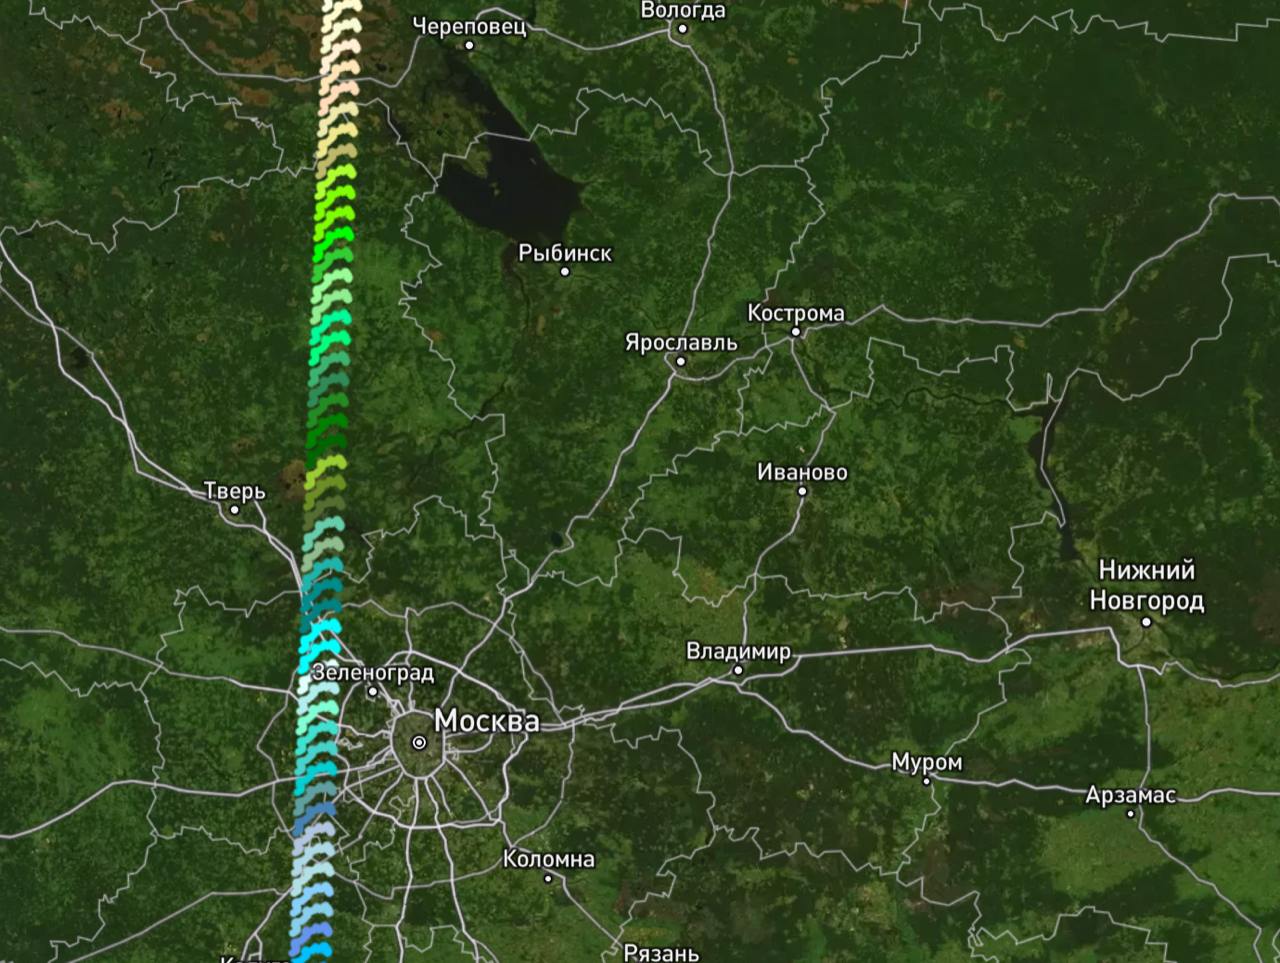 Вологда
Череповец
Рыбинск
Кострома
Ярославль
Иваново
Тверь
Нижний
Новгород
Владимир
Зеленоград
Москва
Муром
Арзамас
Коломна
Рязань